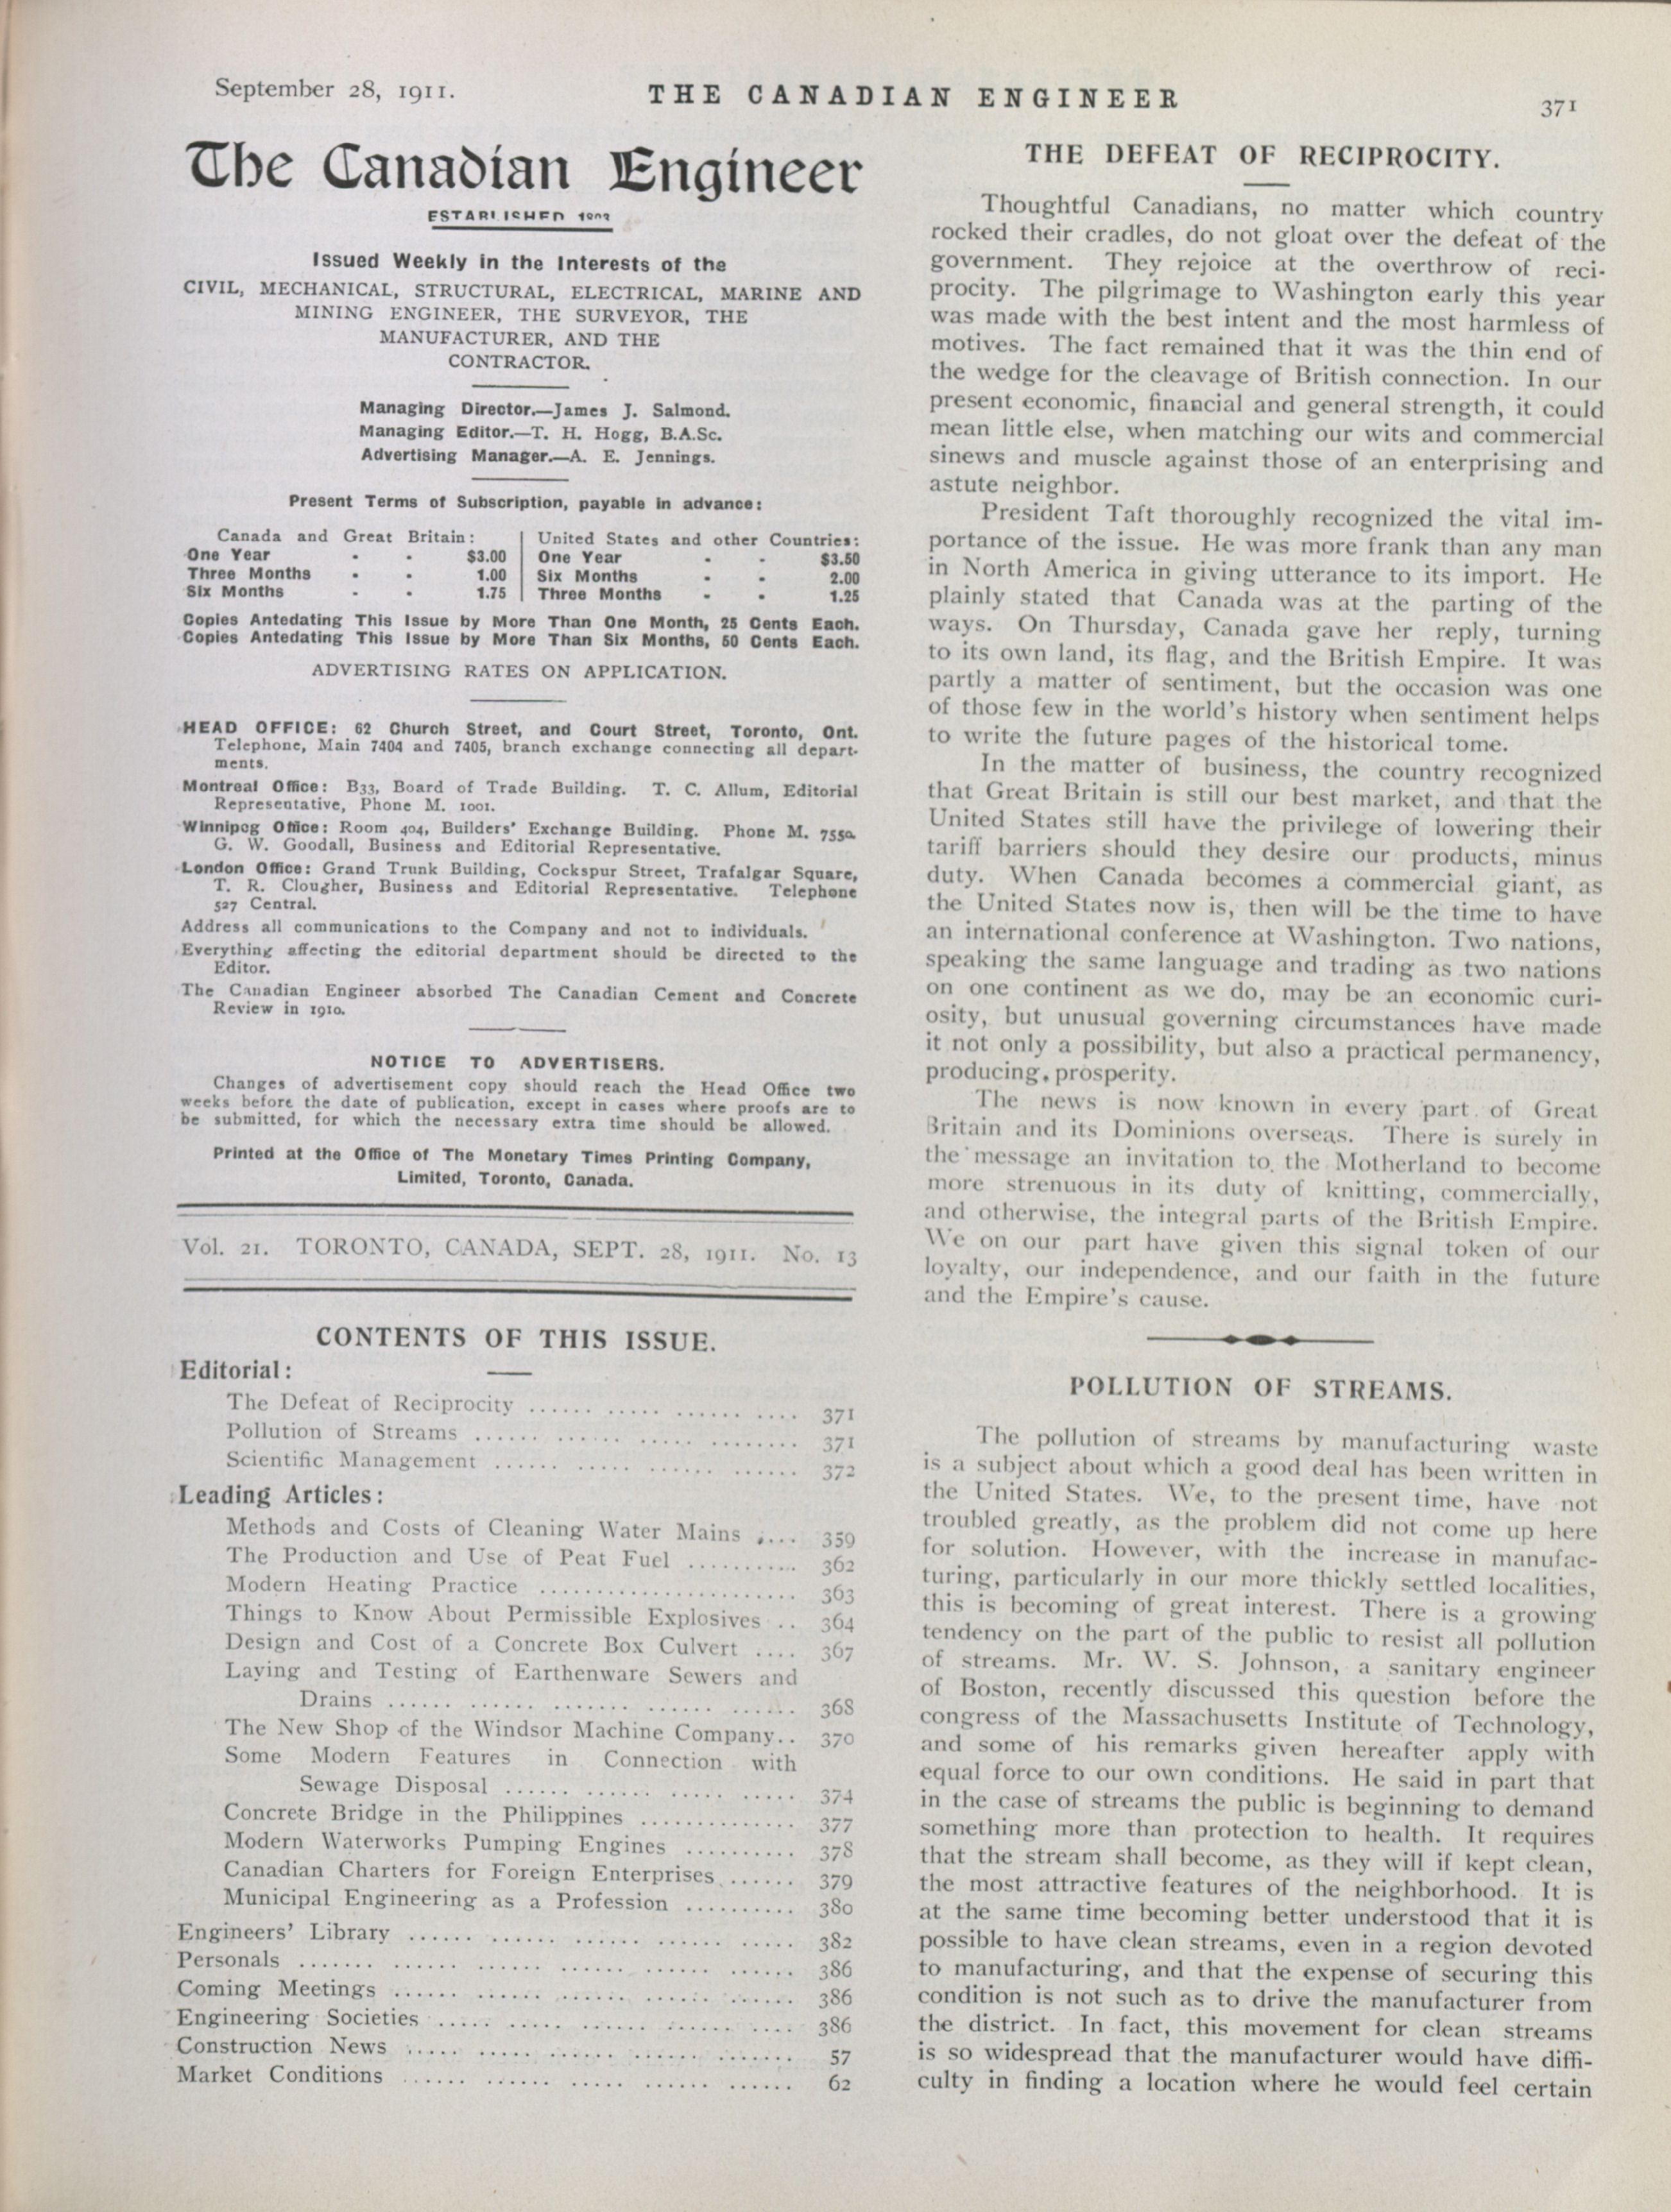 September 28, 1911.
THE CANADIAN ENGINEER
371
The Canadian Engineer
ESTABLISHED 1893
Issued Weekly in the Interests of the
CIVIL, MECHANICAL, STRUCTURAL, ELECTRICAL, MARINE AND
MINING ENGINEER, THE SURVEYOR, THE
MANUFACTURER, AND THE
CONTRACTOR.
Managing Director.—James J. Salmond.
Managing Editor.—T. H. Hogg, B.A.Sc.
Advertising Manager.—A. E. Jennings.
Present Terms of Subscription, payable in advance:
Canada and Great Britain:
One Year - - $3.00
Three Months - - 1.00
Six Months - - 1.75
United States and other Countries:
One Year - - $3.50
Six Months - - 2.00
Three Months - - 1.25
Copies Antedating This Issue by More Than One Month, 25 Cents Each.
Copies Antedating This Issue by More Than Six Months, 50 Cents Each.
ADVERTISING RATES ON APPLICATION.
HEAD OFFICE: 62 Church Street, and Court Street, Toronto, Ont.
Telephone, Main 7404 and 7405, branch exchange connecting all depart-
ments.
Montreal Office: B33, Board of Trade Building. T. C. Allum, Editorial
Representative, Phone M. 1001.
Winnipeg Office: Room 404, Builders' Exchange Building. Phone M. 7550.
G. W. Goodall, Business and Editorial Representative.
London Office: Grand Trunk Building, Cockspur Street, Trafalgar Square,
T. R. Clougher, Business and Editorial Representative. Telephone
527 Central.
Address all communications to the Company and not to individuals.
Everything affecting the editorial department should be directed to the
Editor.
The Canadian Engineer absorbed The Canadian Cement and Concrete
Review in 1910.
NOTICE TO ADVERTISERS.
Changes of advertisement copy should reach the Head Office two
weeks before the date of publication, except in cases where proofs are to
be submitted, for which the necessary extra time should be allowed.
Printed at the Office of The Monetary Times Printing Company,
Limited, Toronto, Canada.
Vol. 21. TORONTO, CANADA, SEPT. 28, 1911. No. 13
CONTENTS OF THIS ISSUE.
Editorial:
The Defeat of Reciprocity ...... ..... ...... .... 371
Pollution of Streams ...... ...... ..... ........ 371
Scientific Management ...... ..... ...... ...... 372
Leading Articles:
Methods and Costs of Cleaning Water Mains .... 359
The Production and Use of Peat Fuel ........... 362
Modern Heating Practice ...................... 363
Things to Know About Permissible Explosives .. 364
Design and Cost of a Concrete Box Culvert .... 367
Laying and Testing of Earthenware Sewers and
Drains ...... ...... ....... ...... ...... 368
The New Shop of the Windsor Machine Company.. 370
Some Modern Features in Connection with
Sewage Disposal ...... ...... ..... ..... 374
Concrete Bridge in the Philippines .............. 377
Modern Waterworks Pumping Engines .......... 378
Canadian Charters for Foreign Enterprises ...... 379
Municipal Engineering as a Profession .......... 380
Engineers' Library ...... ...... ...... ...... ..... 382
Personals ....... ...... ...... ...... ...... ...... 386
Coming Meetings ...... ...... ...... ...... ...... 386
Engineering Societies ..... ..... ...... ...... .... 386
Construction News ..... ..... ...... ...... ....... 57
Market Conditions ...... ...... ..... ...... ...... 62
THE DEFEAT OF RECIPROCITY.
Thoughtful Canadians, no matter which country
rocked their cradles, do not gloat over the defeat of the
government. They rejoice at the overthrow of reci-
procity. The pilgrimage to Washington early this year
was made with the best intent and the most harmless of
motives. The fact remained that it was the thin end of
the wedge for the cleavage of British connection. In our
present economic, financial and general strength, it could
mean little else, when matching our wits and commercial
sinews and muscle against those of an enterprising and
astute neighbor.
President Taft thoroughly recognized the vital im-
portance of the issue. He was more frank than any man
in North America in giving utterance to its import. He
plainly stated that Canada was at the parting of the
ways. On Thursday, Canada gave her reply, turning
to its own land, its flag, and the British Empire. It was
partly a matter of sentiment, but the occasion was one
of those few in the world's history when sentiment helps
to write the future pages of the historical tome.
In the matter of business, the country recognized
that Great Britain is still our best market, and that the
United States still have the privilege of lowering their
tariff barriers should they desire our products, minus
duty. When Canada becomes a commercial giant, as
the United States now is, then will be the time to have
an international conference at Washington. Two nations,
speaking the same language and trading as two nations
on one continent as we do, may be an economic curi-
osity, but unusual governing circumstances have made
it not only a possibility, but also a practical permanency,
producing prosperity.
The news is now known in every part of Great
Britain and its Dominions overseas. There is surely in
the message an invitation to the Motherland to become
more strenuous in its duty of knitting, commercially,
and otherwise, the integral parts of the British Empire.
We on our part have given this signal token of our
loyalty, our independence, and our faith in the future
and the Empire's cause.
POLLUTION OF STREAMS.
The pollution of streams by manufacturing waste
is a subject about which a good deal has been written in
the United States. We, to the present time, have not
troubled greatly, as the problem did not come up here
for solution. However, with the increase in manufac-
turing, particularly in our more thickly settled localities,
this is becoming of great interest. There is a growing
tendency on the part of the public to resist all pollution
of streams. Mr. W. S. Johnson, a sanitary engineer
of Boston, recently discussed this question before the
congress of the Massachusetts Institute of Technology,
and some of his remarks given hereafter apply with
equal force to our own conditions. He said in part that
in the case of streams the public is beginning to demand
something more than protection to health. It requires
that the stream shall become, as they will if kept clean,
the most attractive features of the neighborhood. It is
at the same time becoming better understood that it is
possible to have clean streams, even in a region devoted
to manufacturing, and that the expense of securing this
condition is not such as to drive the manufacturer from
the district. In fact, this movement for clean streams
is so widespread that the manufacturer would have diffi-
culty in finding a location where he would feel certain